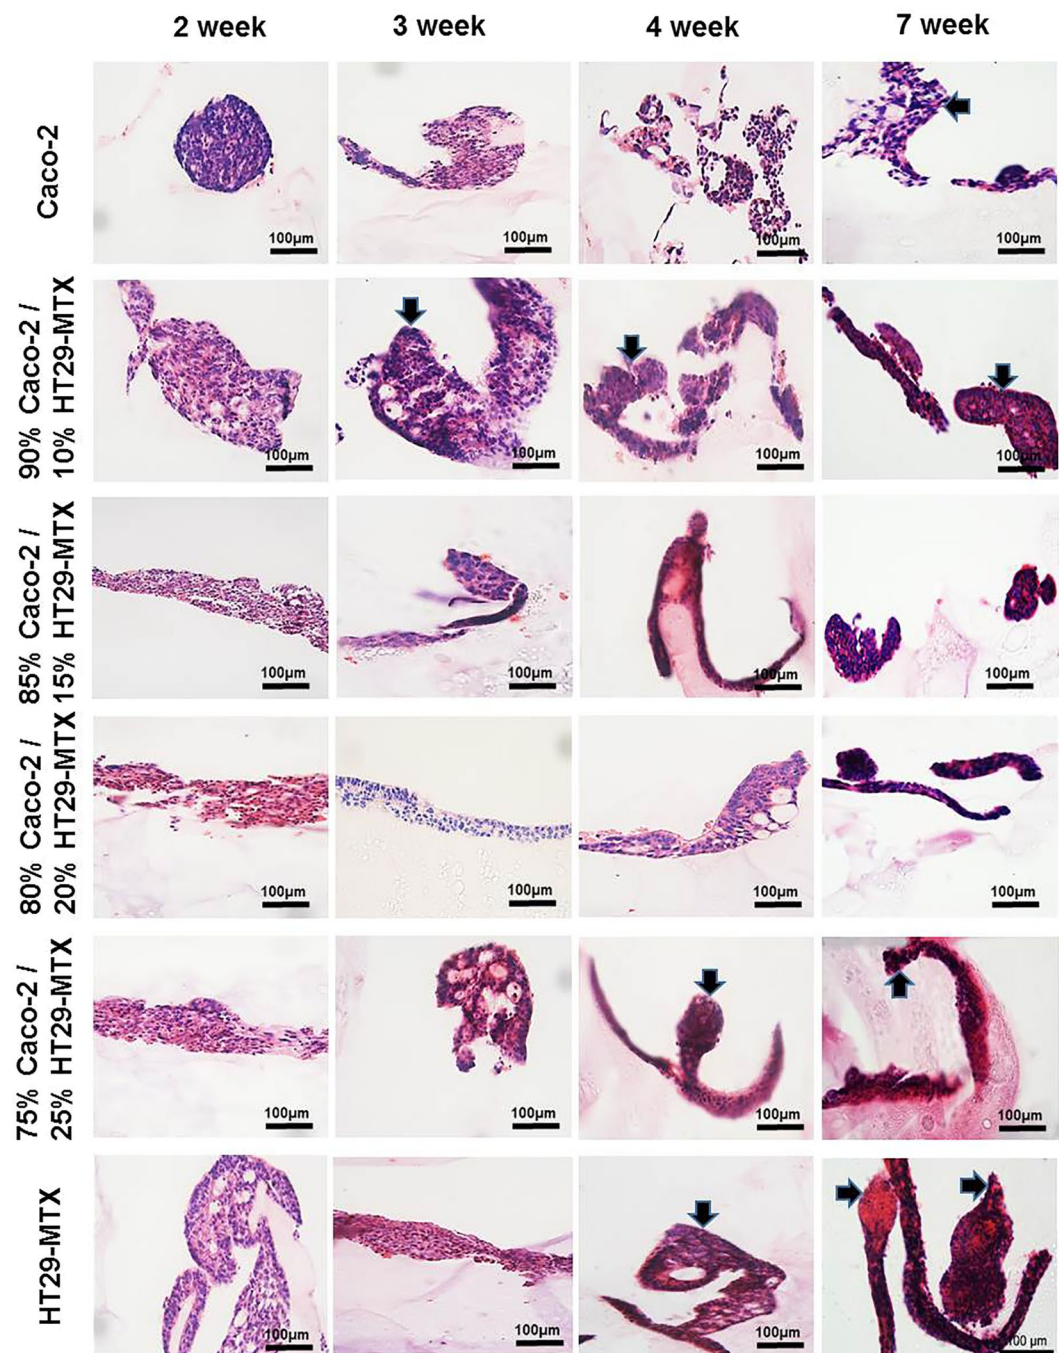 2 week
3 week
4 week
7 week
Caco-2
100µm
100µm
100µm
100µm
90% Caco-2 /
10% HT29-MTX
100µm
100µm
100µm
100µm
85% Caco-2 /
15% HT29-MTX
100µm
100µm
100µm
100µm
80% Caco-2 /
20% HT29-MTX
100µm
100µm
100µm
100µm
75% Caco-2 /
25% HT29-MTX
100µm
100µm
100µm
100µm
HT29-MTX
100µm
100µm
100µm
100 µm